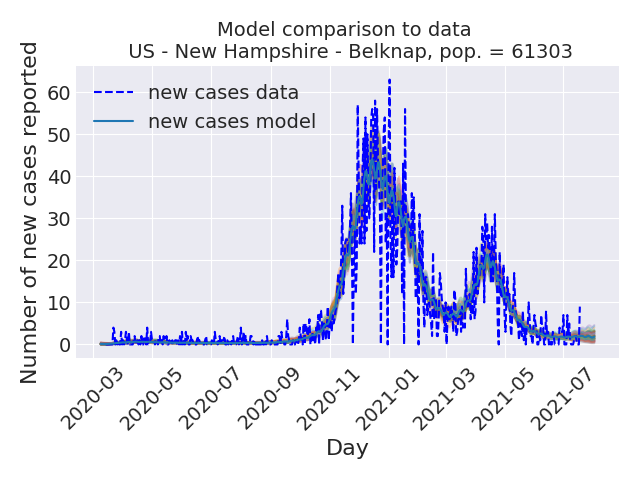 Model comparison to data
US - New Hampshire - Belknap, pop. = 61303
Number of new cases reported
60
50
40
30
20
10
0
new cases data
new cases model
2020-03
2020-05
2020-07
2020-09
2020-11
2021-01
2021-03
2021-05
2021-07
Day